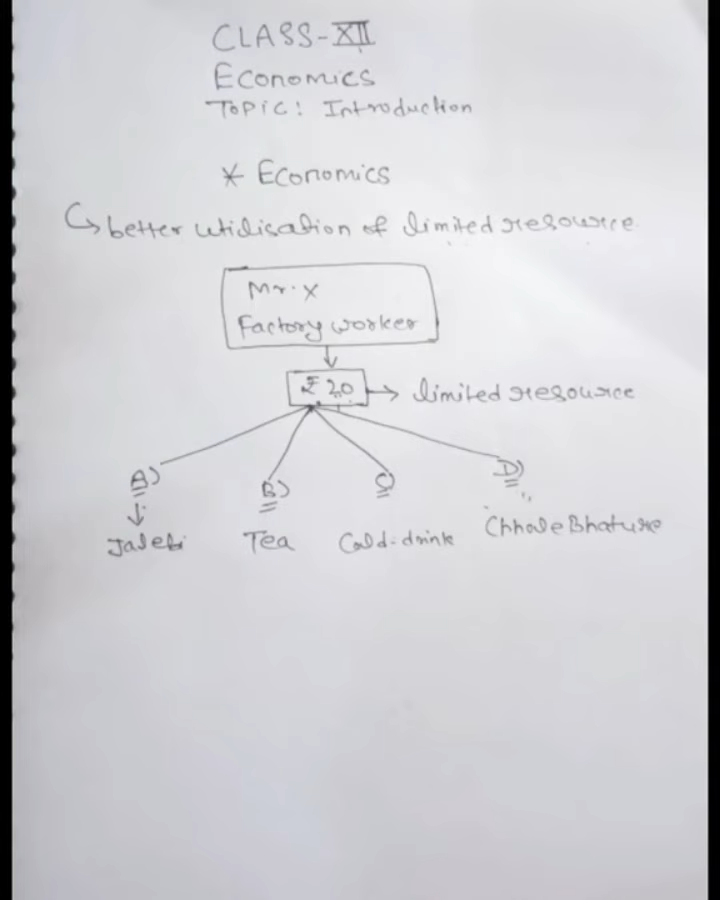 CLASS-XII
Economics
Topic: Introduction
* Economics
↳ better utilisation of limited resource.
Mr. X
Factory worker
₹ 20 → limited resource
A) B) C) D)
Jalebi Tea Cold-drink Chhole Bhature